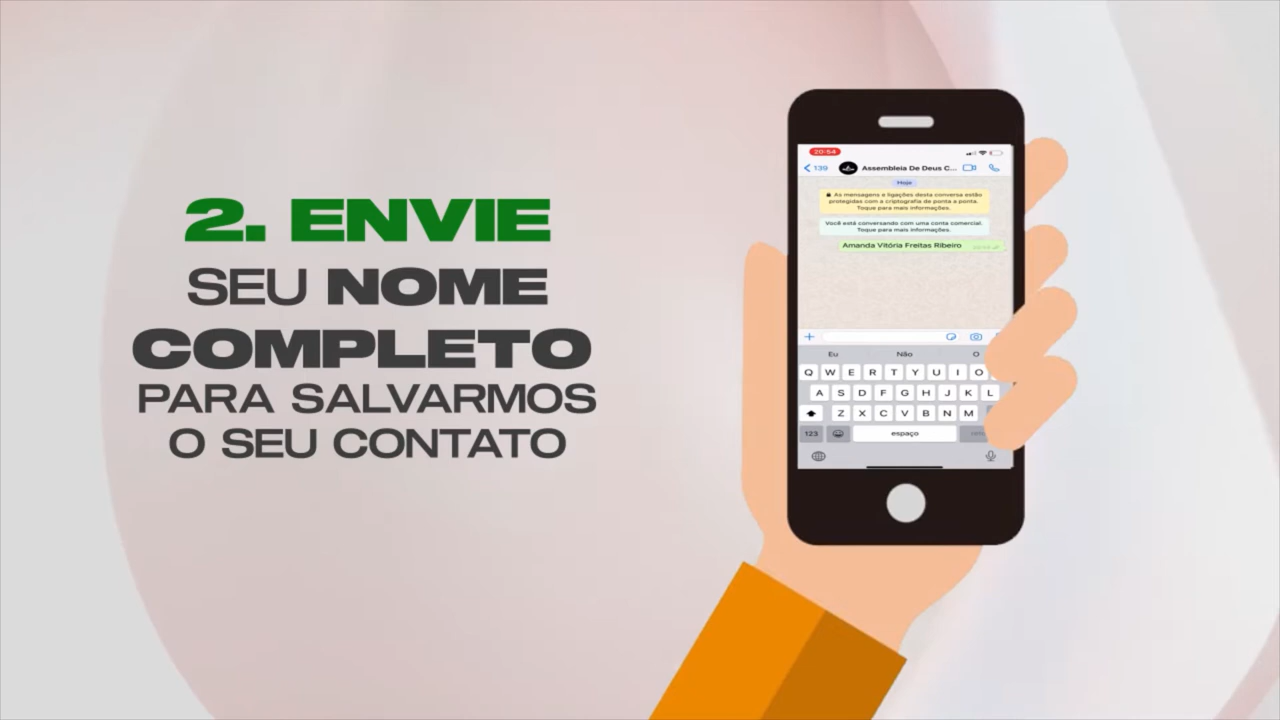 2. ENVIE
SEU NOME
COMPLETO
PARA SALVARMOS
O SEU CONTATO
20:54
139 Assembleia De Deus C...
Hoje
As mensagens e ligações desta conversa estão
protegidas com a criptografia de ponta a ponta.
Toque para mais informações.
Você está conversando com uma conta comercial.
Toque para mais informações.
Amanda Vitória Freitas Ribeiro
Eu Não O
Q W E R T Y U I O
A S D F G H J K L
Z X C V B N M
123 espaço